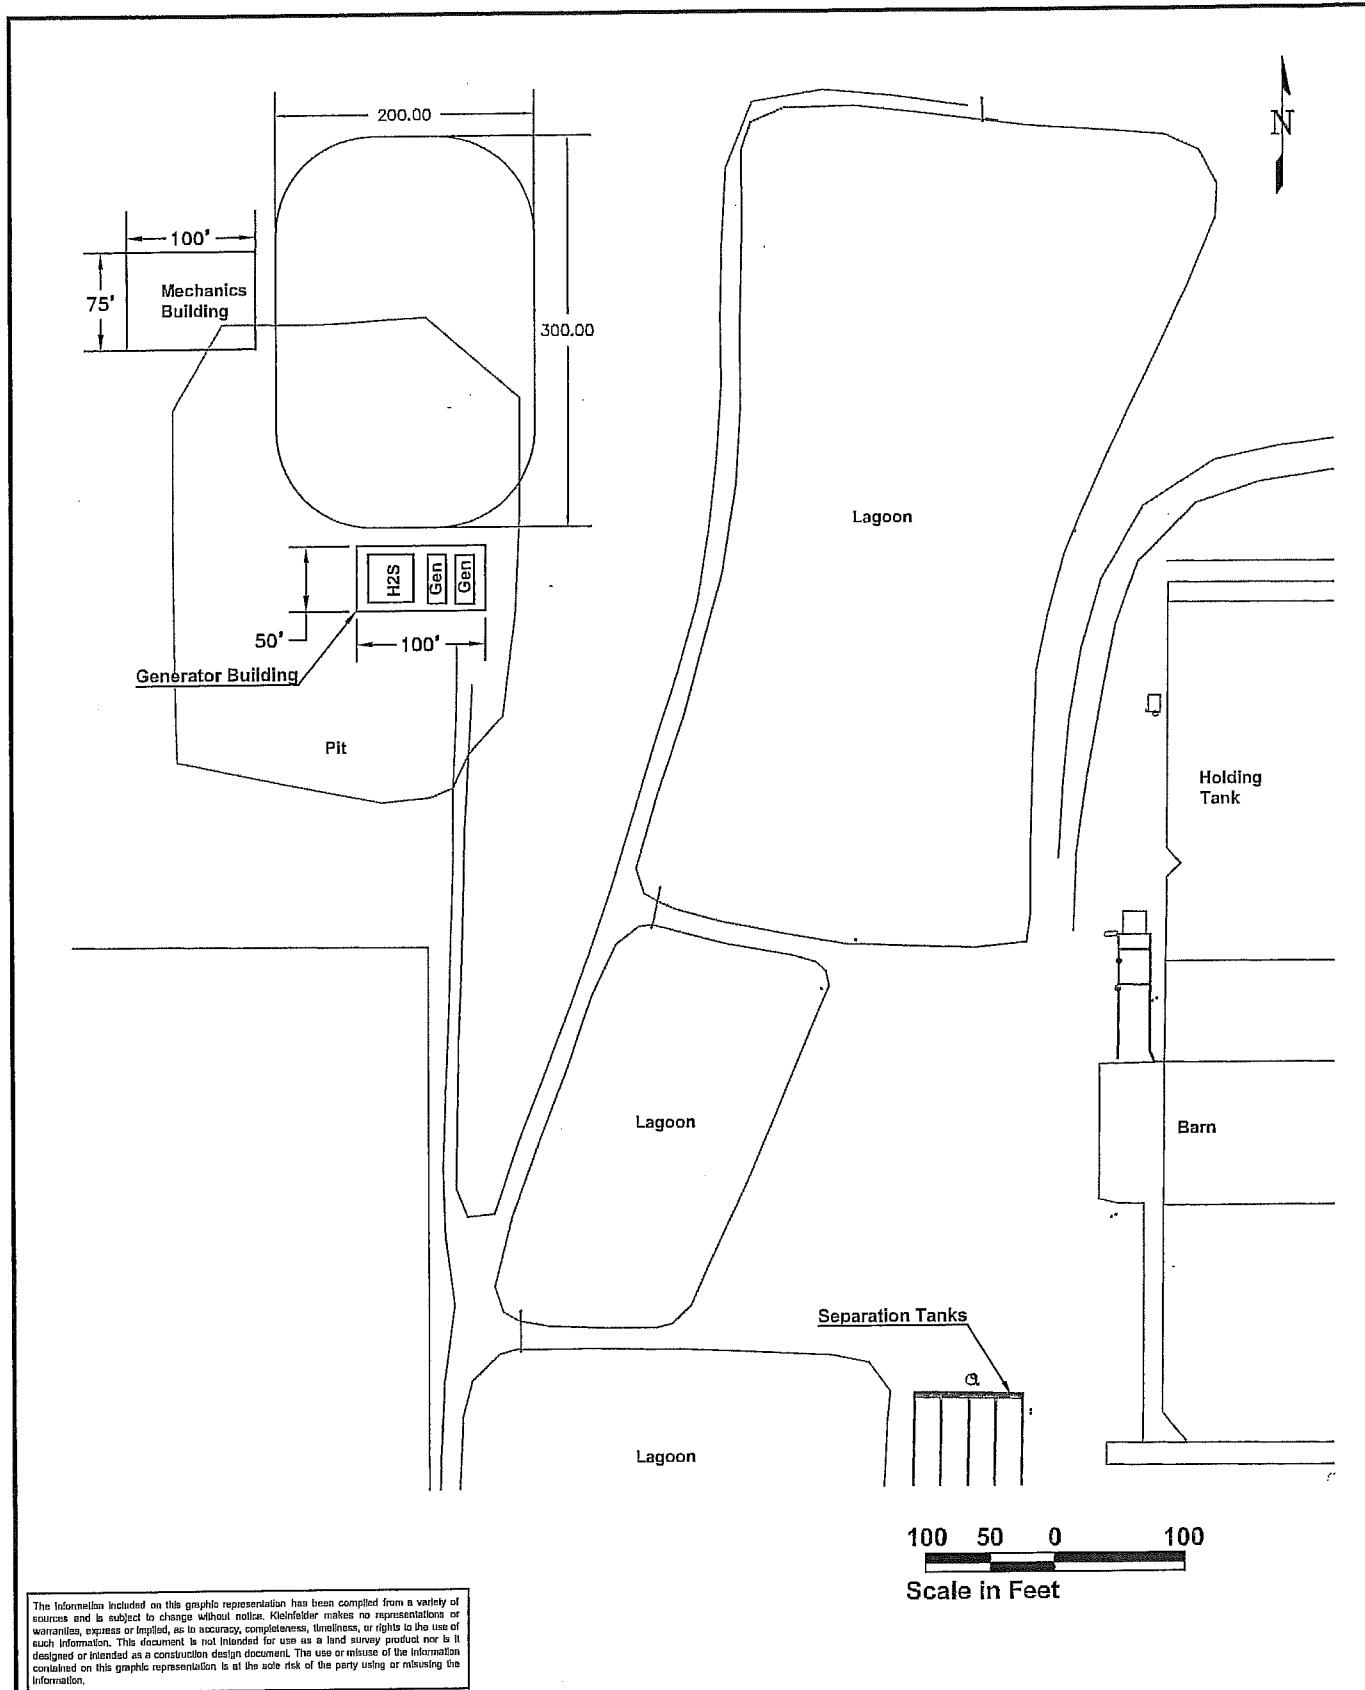 200.00
N
100'
75'
Mechanics
Building
300.00
Lagoon
H2S
Gen
Gen
50'
100'
Generator Building
Pit
Holding
Tank
Lagoon
Barn
Separation Tanks
Lagoon
100 50 0 100
Scale in Feet
The information included on this graphic representation has been compiled from a variety of
sources and is subject to change without notice. Kleinfelder makes no representations or
warranties, express or implied, as to accuracy, completeness, timeliness, or rights to the use of
such information. This document is not intended for use as a land survey product nor is it
designed or intended as a construction design document. The use or misuse of the information
contained on this graphic representation is at the sole risk of the party using or misusing the
information.